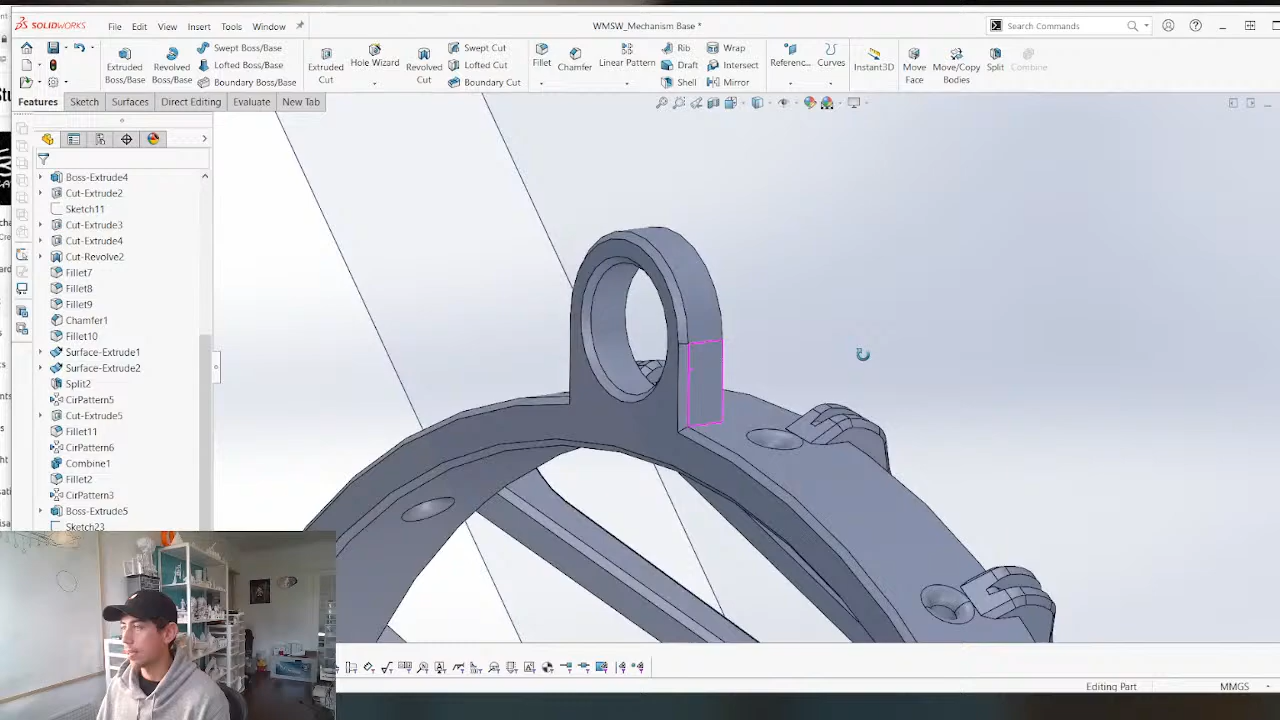 SOLIDWORKS File Edit View Insert Tools Window WMSW_Mechanism Base * Search Commands
Extruded Boss/Base
Revolved Boss/Base
Swept Boss/Base
Lofted Boss/Base
Boundary Boss/Base
Extruded Cut
Hole Wizard
Revolved Cut
Swept Cut
Lofted Cut
Boundary Cut
Fillet
Chamfer
Linear Pattern
Rib
Draft
Shell
Wrap
Intersect
Mirror
Referenc...
Curves
Instant3D
Move Face
Move/Copy Bodies
Split
Combine
Features Sketch Surfaces Direct Editing Evaluate New Tab
Boss-Extrude4
Cut-Extrude2
Sketch11
Cut-Extrude3
Cut-Extrude4
Cut-Revolve2
Fillet7
Fillet8
Fillet9
Chamfer1
Fillet10
Surface-Extrude1
Surface-Extrude2
Split2
CirPattern5
Cut-Extrude5
Fillet11
CirPattern6
Combine1
Fillet2
CirPattern3
Boss-Extrude5
Sketch23
Editing Part MMGS